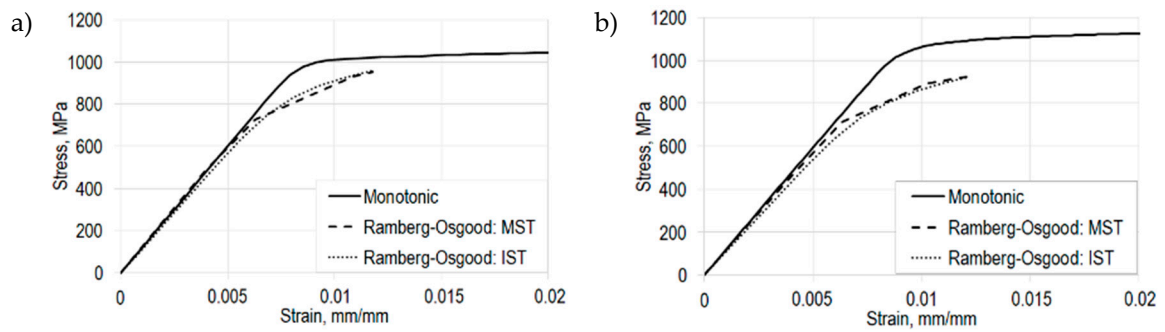 a)
1200
1000
800
600
400
200
0
Stress, MPa
0
0.005
0.01
0.015
0.02
Strain, mm/mm
Monotonic
Ramberg-Osgood: MST
Ramberg-Osgood: IST
b)
1200
1000
800
600
400
200
0
Stress, MPa
0
0.005
0.01
0.015
0.02
Strain, mm/mm
Monotonic
Ramberg-Osgood: MST
Ramberg-Osgood: IST